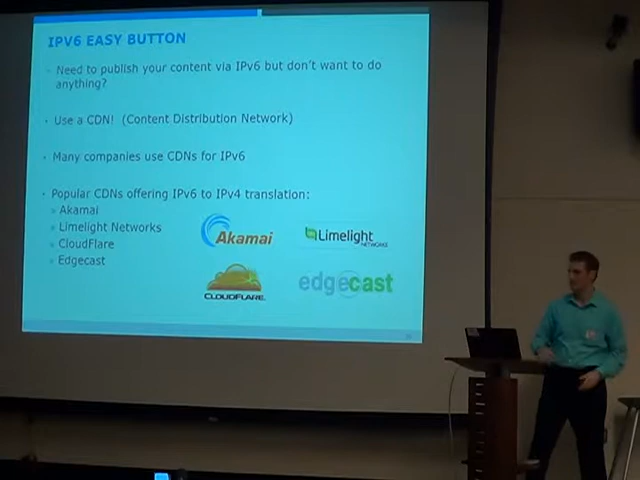 IPV6 EASY BUTTON
Need to publish your content via IPv6 but don't want to do
anything?
Use a CDN! (Content Distribution Network)
Many companies use CDNs for IPv6
Popular CDNs offering IPv6 to IPv4 translation:
Akamai
Limelight Networks
CloudFlare
Edgecast
Akamai
Limelight
NETWORKS
CLOUDFLARE
edgecast